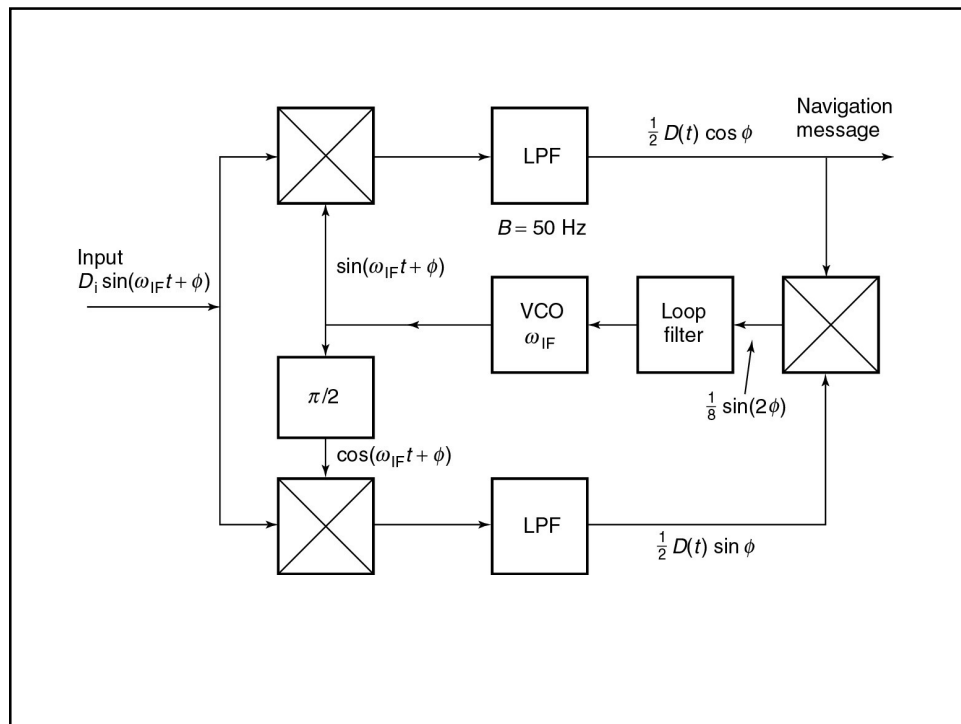 Navigation
message
½ D(t) cos ϕ
LPF
B = 50 Hz
Input
D_i sin(ω_IF t + ϕ)
sin(ω_IF t + ϕ)
VCO
ω_IF
Loop
filter
π/2
⅛ sin(2ϕ)
cos(ω_IF t + ϕ)
LPF
½ D(t) sin ϕ